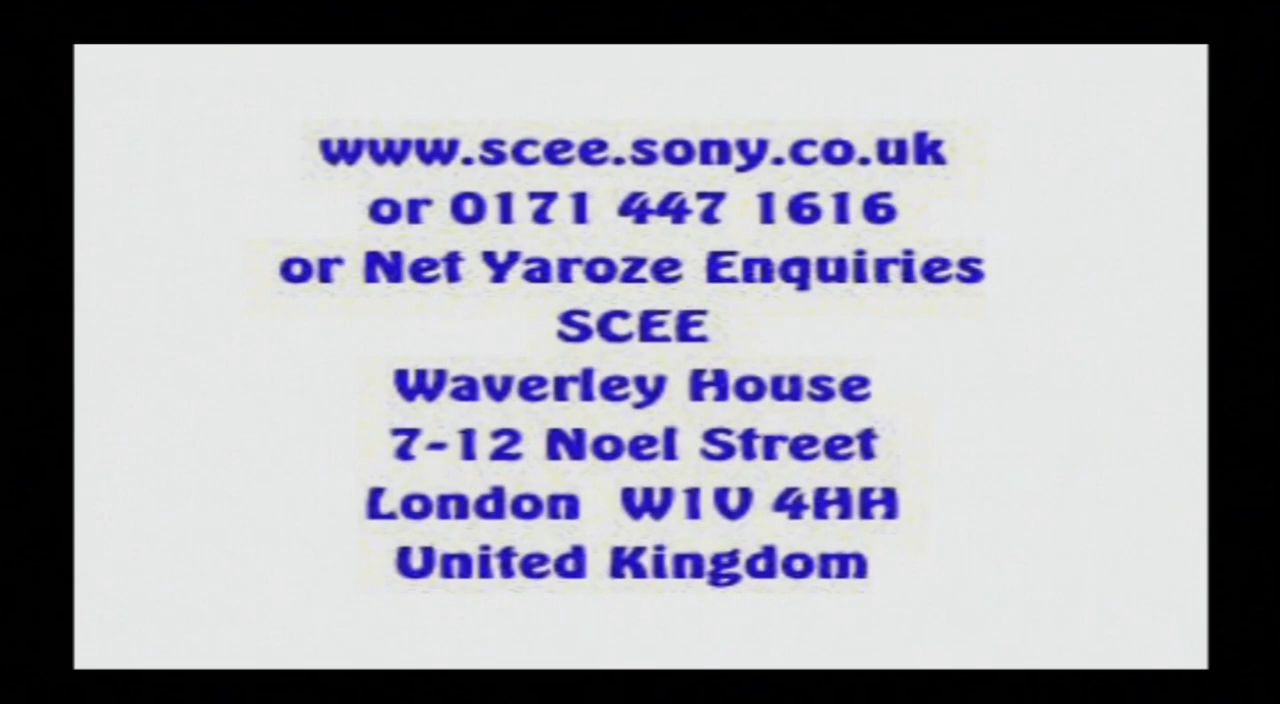 www.scee.sony.co.uk
or 0171 447 1616
or Net Yaroze Enquiries
SCEE
Waverley House
7-12 Noel Street
London W1V 4HH
United Kingdom